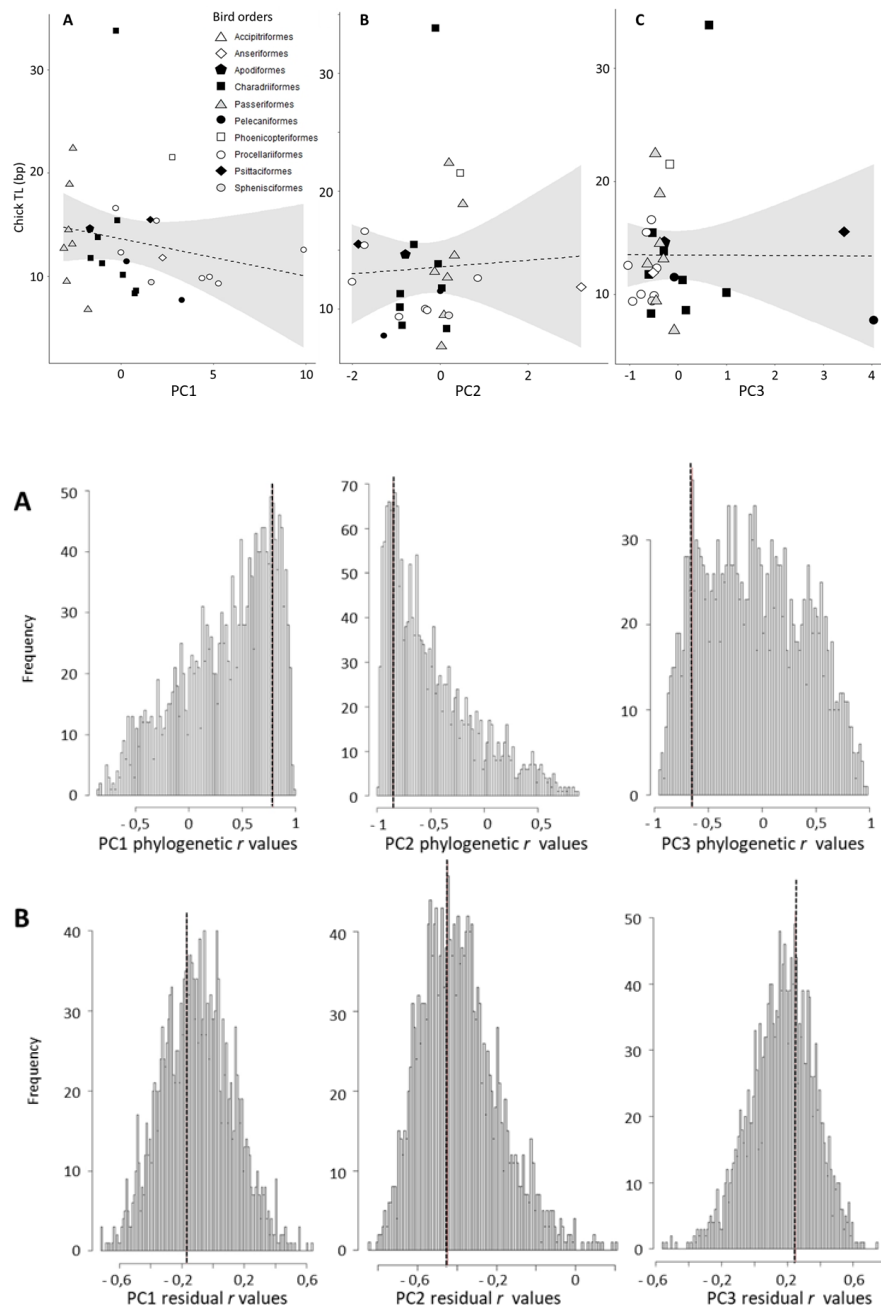 A
Bird orders
Accipitriformes
Anseriformes
Apodiformes
Charadriiformes
Passeriformes
Pelecaniformes
Phoenicopteriformes
Procellariiformes
Psittaciformes
Sphenisciformes
Chick TL (bp)
30
20
10
0
5
10
PC1
B
30
20
10
-2
0
2
PC2
C
30
20
10
-1
0
1
2
3
4
PC3
A
Frequency
50
40
30
20
10
0
- 0,5
0
0,5
1
PC1 phylogenetic r values
70
60
50
40
30
20
10
0
- 1
- 0,5
0
0,5
PC2 phylogenetic r values
30
20
10
0
- 1
- 0,5
0
0,5
1
PC3 phylogenetic r values
B
Frequency
40
30
20
10
0
- 0,6
- 0,2
0,2
0,6
PC1 residual r values
40
30
20
10
0
- 0,6
- 0,2
0
PC2 residual r values
50
40
30
20
10
0
- 0,6
- 0,2
0,2
0,6
PC3 residual r values